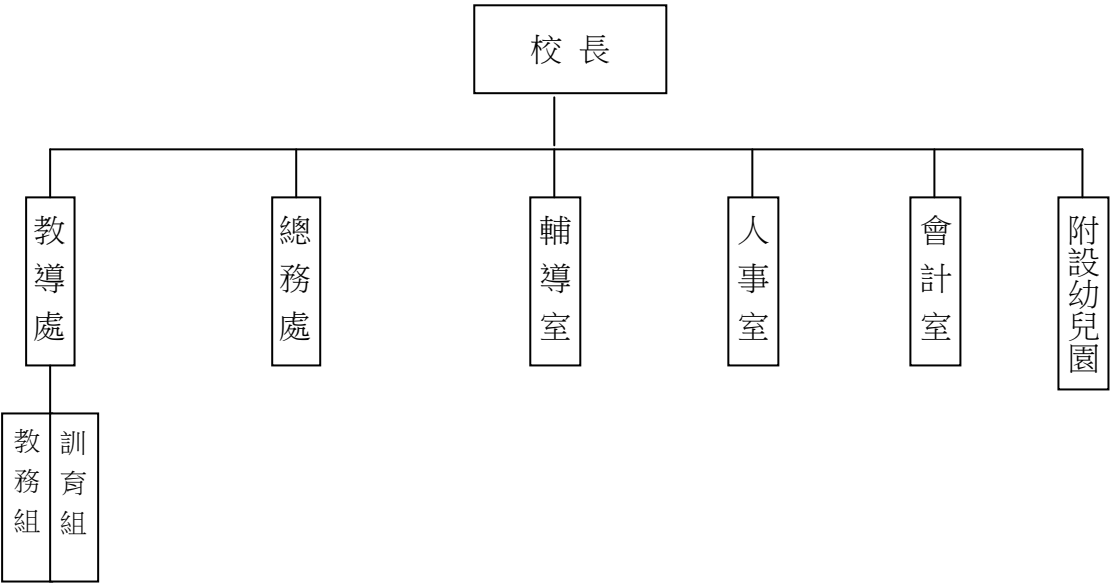 校長
教導處
總務處
輔導室
人事室
會計室
附設幼兒園
教務組
訓育組